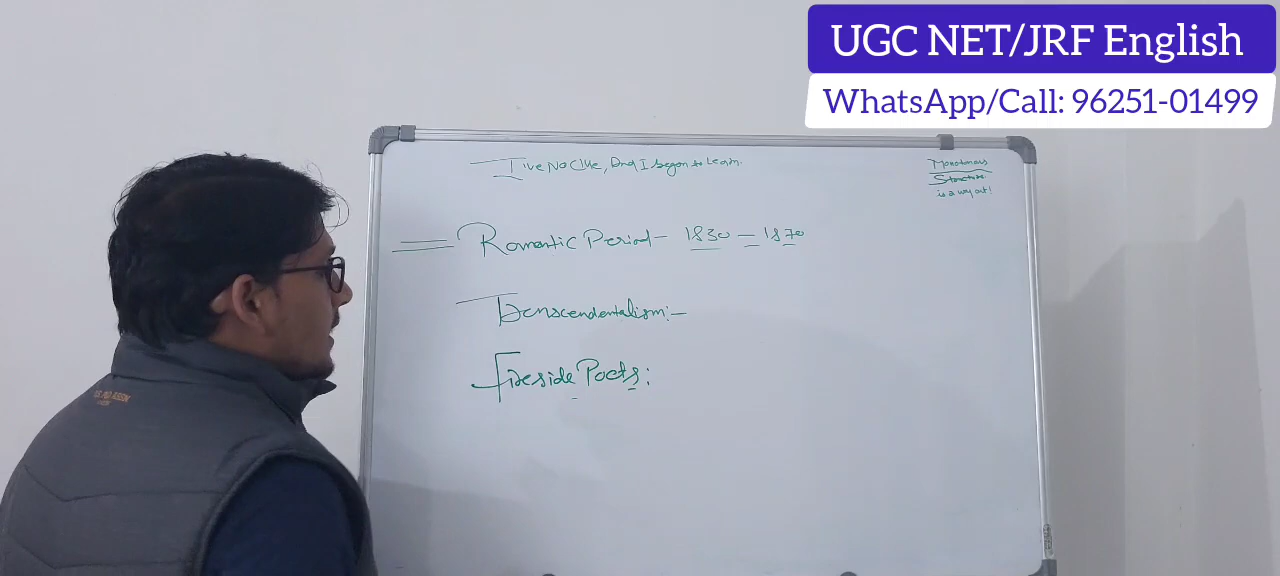 UGC NET/JRF English
WhatsApp/Call: 96251-01499
I've No Clue, And I began to Learn.
Monotonous
Structure
is a way out!
Romantic Period - 1830 - 1870
Transcendentalism:-
Fireside Poets: